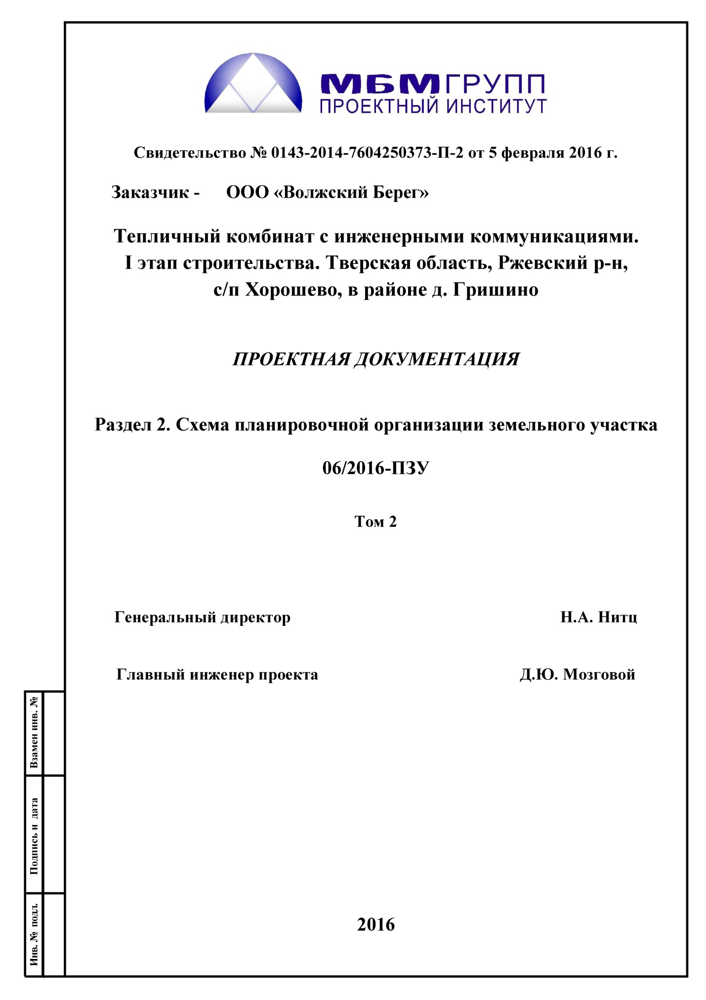 МБМГРУПП
ПРОЕКТНЫЙ ИНСТИТУТ
Свидетельство № 0143-2014-7604250373-П-2 от 5 февраля 2016 г.
Заказчик - ООО «Волжский Берег»
Тепличный комбинат с инженерными коммуникациями.
I этап строительства. Тверская область, Ржевский р-н,
с/п Хорошево, в районе д. Гришино
ПРОЕКТНАЯ ДОКУМЕНТАЦИЯ
Раздел 2. Схема планировочной организации земельного участка
06/2016-ПЗУ
Том 2
Генеральный директор Н.А. Нитц
Главный инженер проекта Д.Ю. Мозговой
Взамен инв. №
Подпись и дата
Инв. № подл.
2016